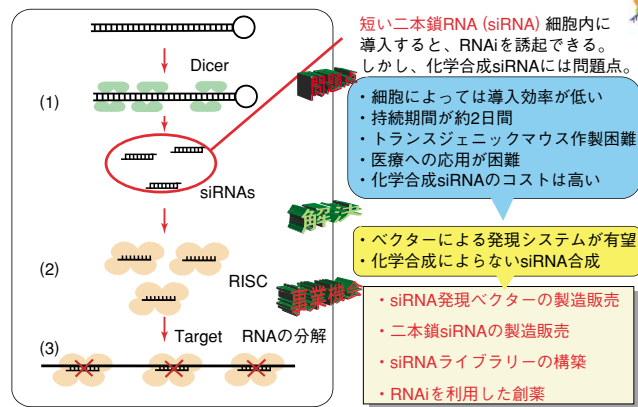 Dicer
(1)
siRNAs
(2)
RISC
Target
RNAの分解
(3)
短い二本鎖RNA (siRNA) 細胞内に
導入すると、RNAiを誘起できる。
しかし、化学合成siRNAには問題点。
問題点
・細胞によっては導入効率が低い
・持続期間が約2日間
・トランスジェニックマウス作製困難
・医療への応用が困難
・化学合成siRNAのコストは高い
・ベクターによる発現システムが有望
・化学合成によらないsiRNA合成
事業機会
・siRNA発現ベクターの製造販売
・二本鎖siRNAの製造販売
・siRNAライブラリーの構築
・RNAiを利用した創薬